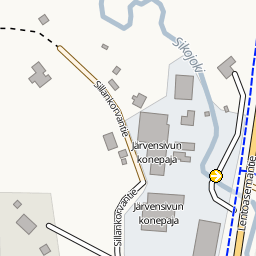 Sikojoki
Sillankorvantie
Järvensivun
konepaja
Sillankorvantie
Järvensivun
konepaja
Lentoasemantie